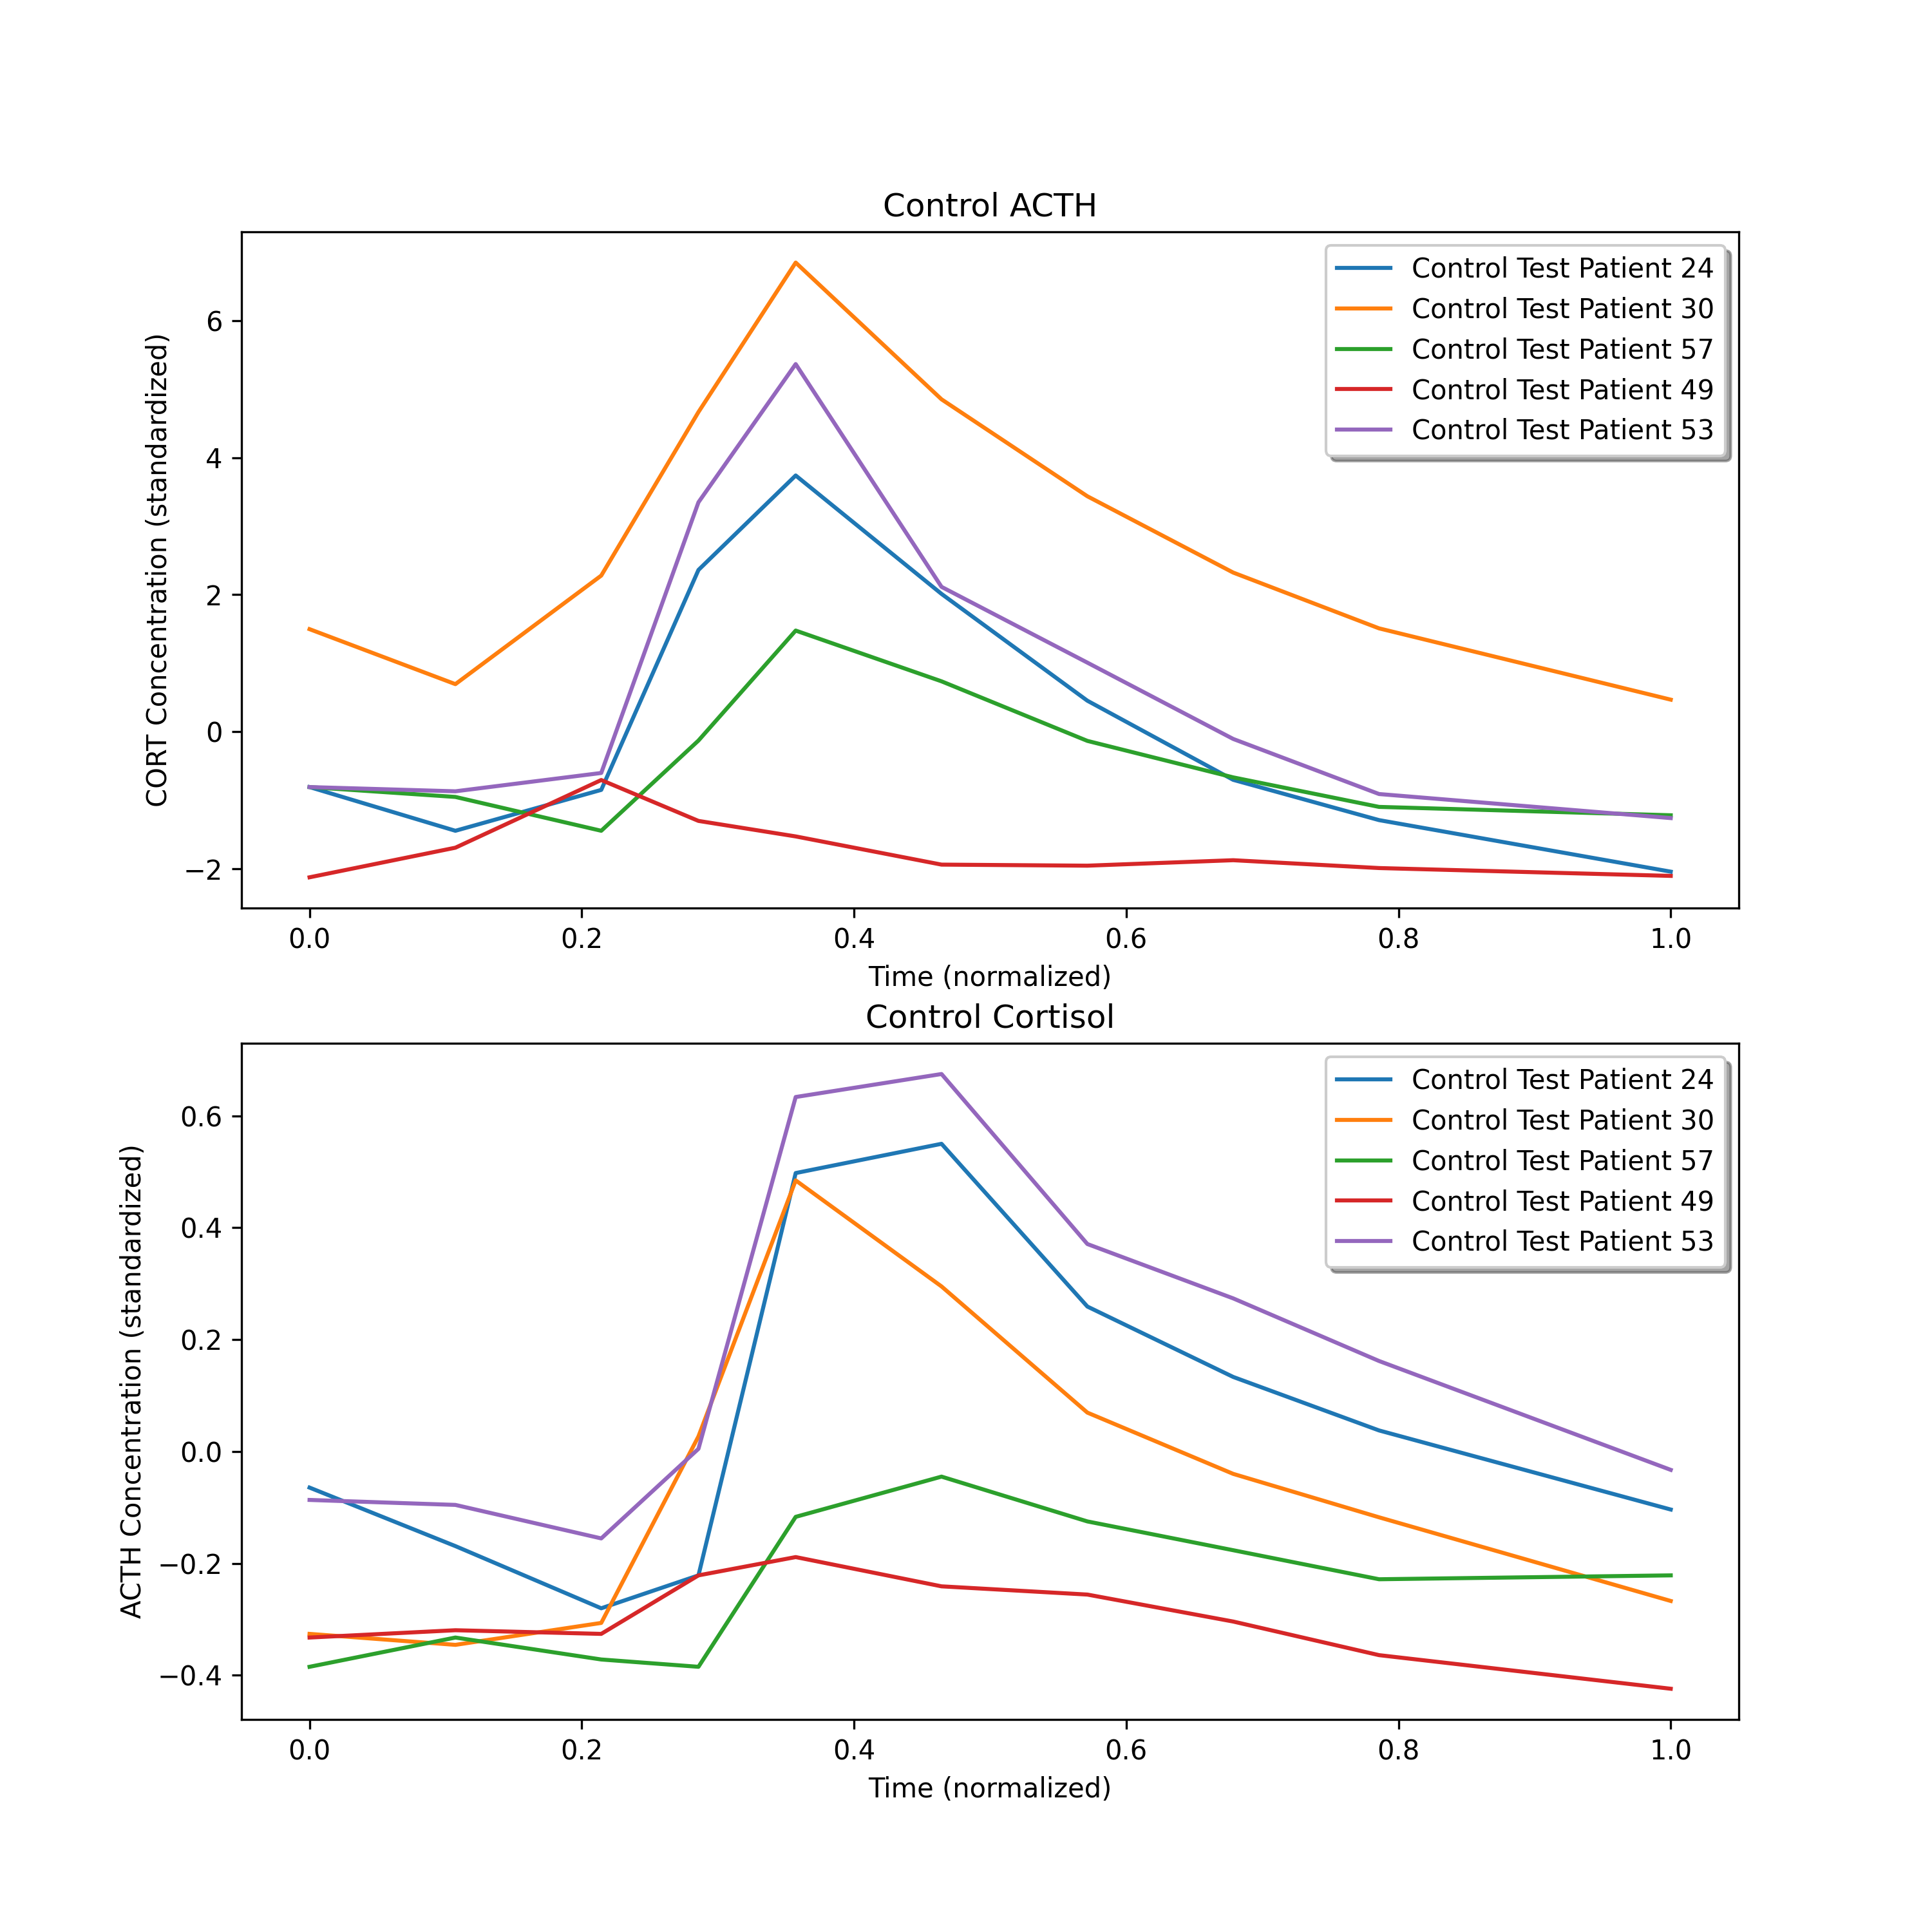 Control ACTH
CORT Concentration (standardized)
6
4
2
0
−2
Control Test Patient 24
Control Test Patient 30
Control Test Patient 57
Control Test Patient 49
Control Test Patient 53
0.0 0.2 0.4 0.6 0.8 1.0
Time (normalized)
Control Cortisol
ACTH Concentration (standardized)
0.6
0.4
0.2
0.0
−0.2
−0.4
Control Test Patient 24
Control Test Patient 30
Control Test Patient 57
Control Test Patient 49
Control Test Patient 53
0.0 0.2 0.4 0.6 0.8 1.0
Time (normalized)